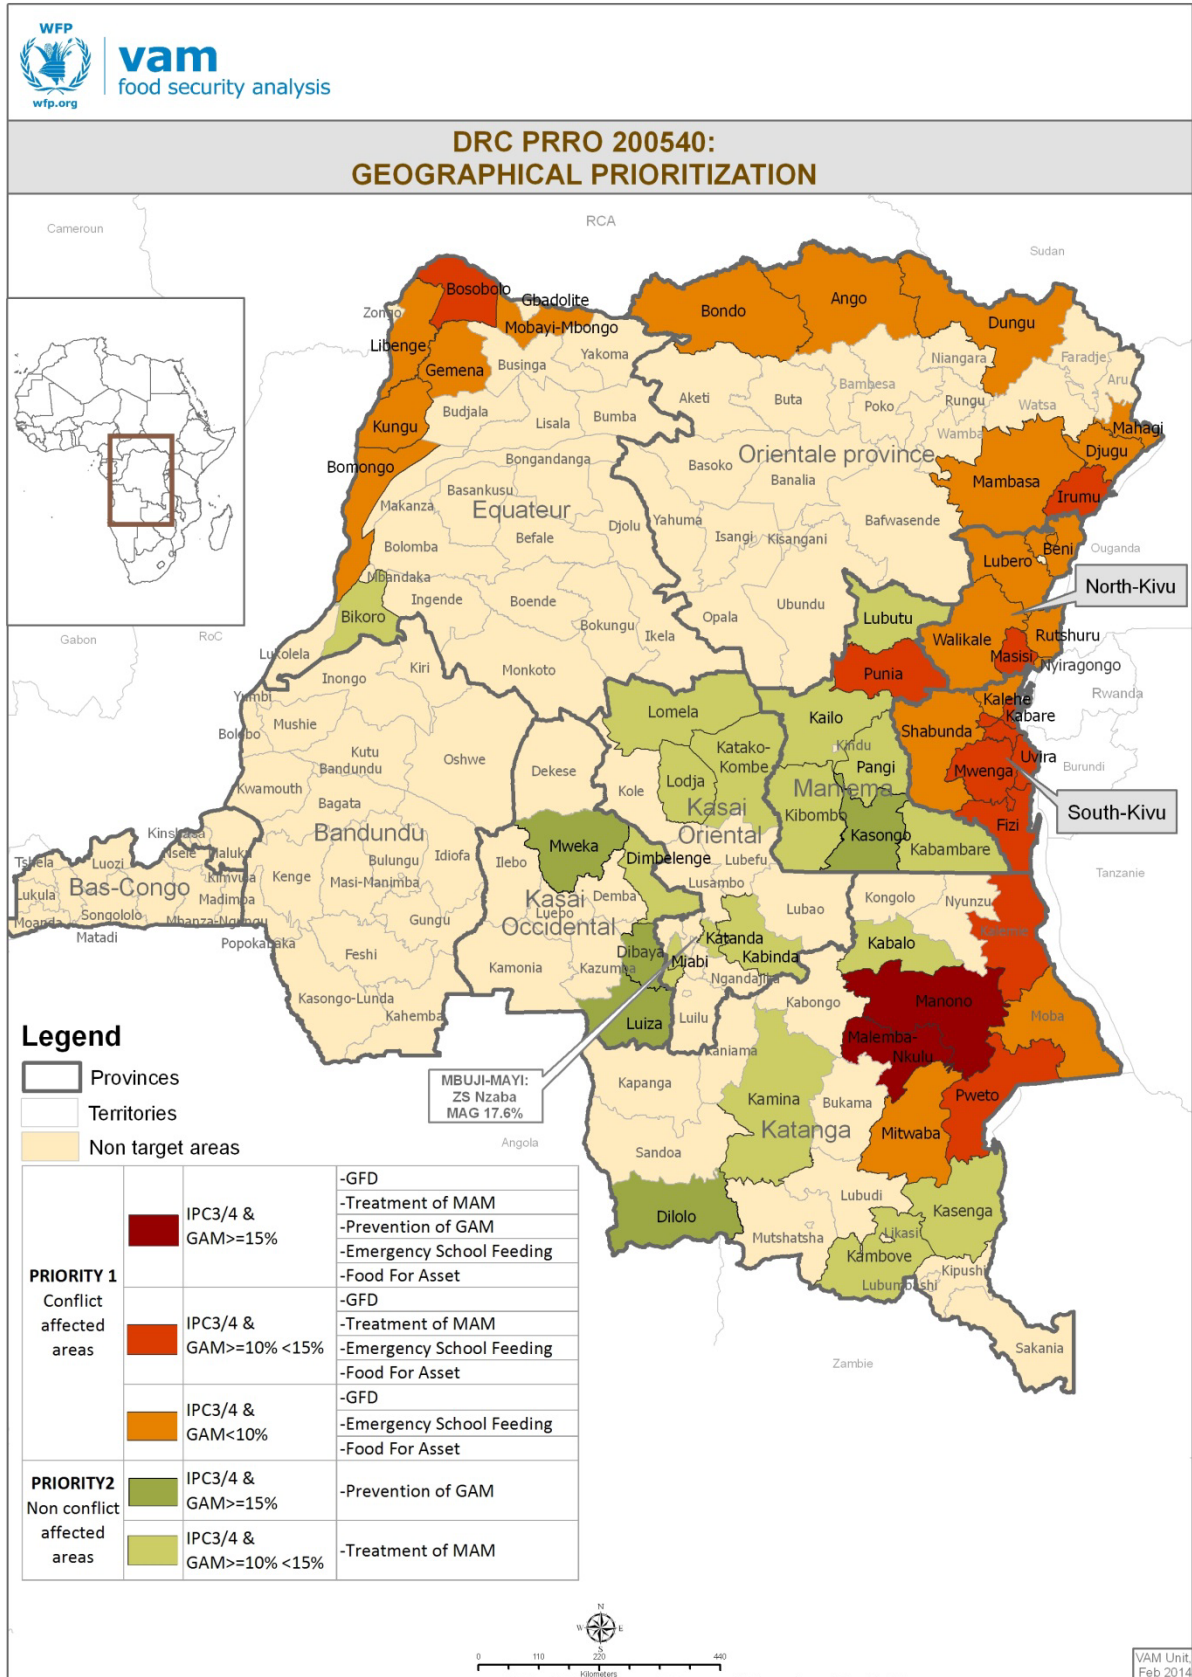 WFP
wfp.org
vam
food security analysis
DRC PRRO 200540:
GEOGRAPHICAL PRIORITIZATION
RCA
Cameroun
Sudan
Bosobolo
Gbadolite
Zongo
Mobayi-Mbongo
Bondo
Ango
Dungu
Libenge
Gemena
Businga
Yakoma
Niangara
Faradje
Aru
Bambesa
Aketi
Buta
Poko
Rungu
Watsa
Budjala
Lisala
Bumba
Kungu
Wamba
Mahagi
Djugu
Bomongo
Bongandanga
Orientale province
Basoko
Banalia
Mambasa
Irumu
Makanza
Basankusu
Equateur
Djolu
Yahuma
Bafwasende
Bolomba
Befale
Isangi
Kisangani
Beni
Ouganda
Lubero
Mbandaka
North-Kivu
Ingende
Boende
Ubundu
Lubutu
Bikoro
Opala
Gabon
RoC
Bokungu
Ikela
Walikale
Rutshuru
Lukolela
Masisi
Nyiragongo
Kiri
Monkoto
Punia
Inongo
Rwanda
Yumbi
Kalehe
Kabare
Mushie
Lomela
Kailo
Shabunda
Bolobo
Kutu
Bandundu
Oshwe
Katako-
Kombe
Kindu
Uvira
Burundi
Dekese
Lodja
Pangi
Mwenga
Kwamouth
Kole
Kasai
Oriental
Maniema
Kibombo
South-Kivu
Bagata
Kinshasa
Bandundu
Mweka
Kasongo
Fizi
Tshela
Luozi
Nsele
Maluku
Bulungu
Idiofa
Ilebo
Dimbelenge
Lubefu
Kabambare
Lukula
Bas-Congo
Kimvula
Kenge
Masi-Manimba
Kasai
Occidental
Demba
Lusambo
Tanzanie
Moanda
Songololo
Madimba
Mbanza-Ngungu
Gungu
Luebo
Lubao
Kongolo
Nyunzu
Kalemie
Matadi
Popokabaka
Feshi
Dibaya
Katanda
Kabinda
Kabalo
Kamonia
Kazumba
Miabi
Ngandajika
Kasongo-Lunda
Kahemba
Kabongo
Manono
Moba
Luiza
Luilu
Malemba-
Nkulu
Kaniama
Legend
Provinces
Territories
Non target areas
MBUJI-MAYI:
ZS Nzaba
MAG 17.6%
Kapanga
Kamina
Bukama
Pweto
Katanga
Mitwaba
Angola
Sandoa
Lubudi
Kasenga
Dilolo
Mutshatsha
Likasi
Kambove
Kipushi
Lubumbashi
Sakania
Zambie
PRIORITY 1
Conflict
affected
areas
IPC3/4 &
GAM>=15%
-GFD
-Treatment of MAM
-Prevention of GAM
-Emergency School Feeding
-Food For Asset
IPC3/4 &
GAM>=10% <15%
-GFD
-Treatment of MAM
-Emergency School Feeding
-Food For Asset
IPC3/4 &
GAM<10%
-GFD
-Emergency School Feeding
-Food For Asset
PRIORITY2
Non conflict
affected
areas
IPC3/4 &
GAM>=15%
-Prevention of GAM
IPC3/4 &
GAM>=10% <15%
-Treatment of MAM
N
W
E
S
0 110 220 440
Kilometers
VAM Unit,
Feb 2014